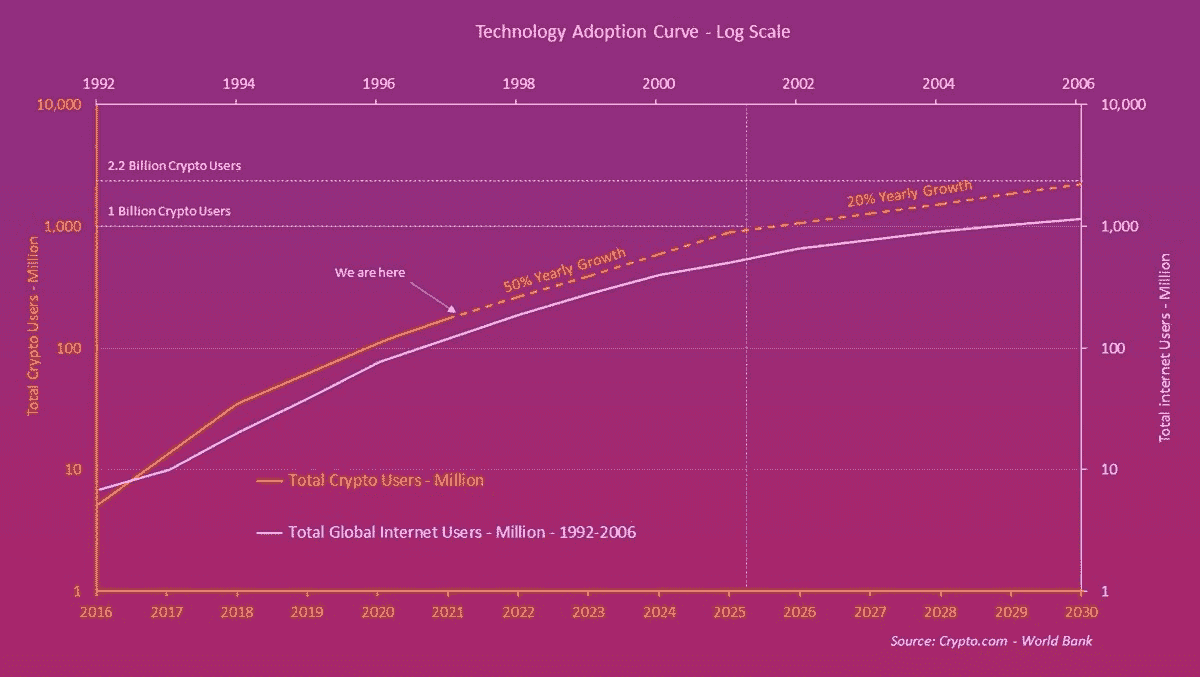 Technology Adoption Curve - Log Scale
1992 1994 1996 1998 2000 2002 2004 2006
10,000 10,000
2.2 Billion Crypto Users
20% Yearly Growth
1 Billion Crypto Users
1,000 1,000
Total Crypto Users - Million
Total internet Users - Million
50% Yearly Growth
We are here
100 100
10 10
Total Crypto Users - Million
Total Global Internet Users - Million - 1992-2006
1 1
2016 2017 2018 2019 2020 2021 2022 2023 2024 2025 2026 2027 2028 2029 2030
Source: Crypto.com - World Bank